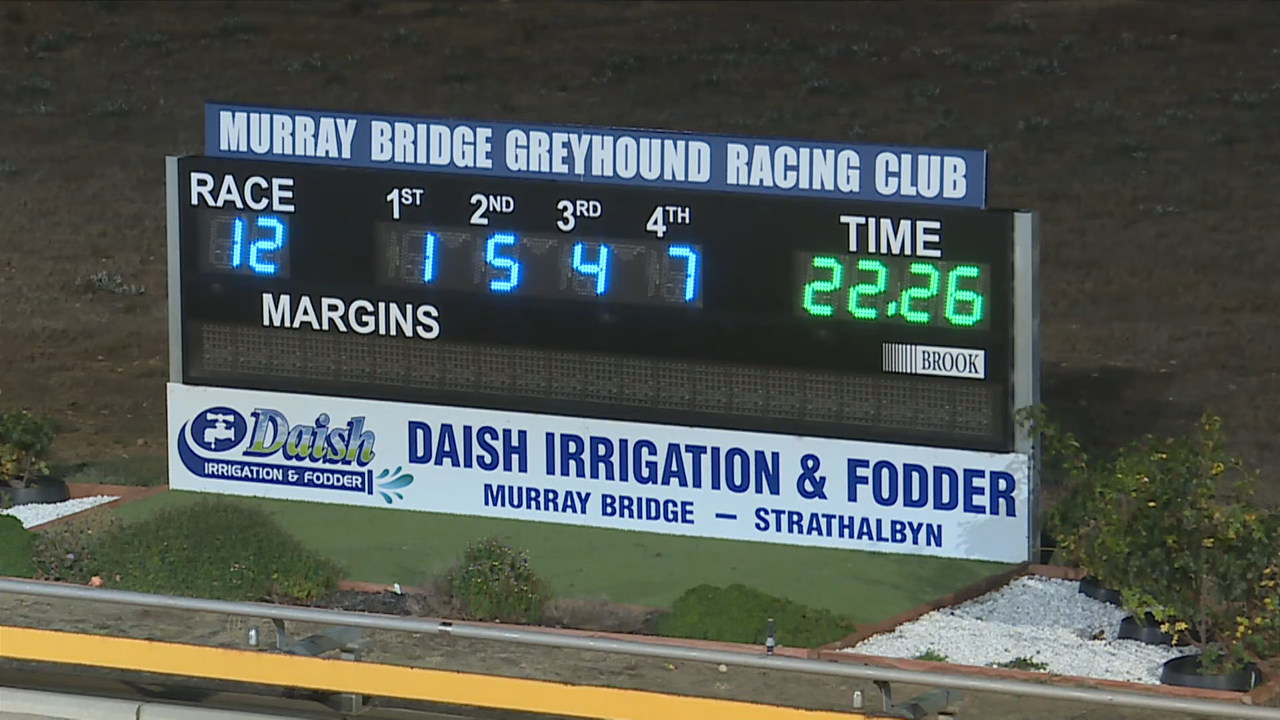 MURRAY BRIDGE GREYHOUND RACING CLUB
RACE 1ST 2ND 3RD 4TH TIME
12 1 5 4 7 22.26
MARGINS
BROOK
Daish
IRRIGATION & FODDER
DAISH IRRIGATION & FODDER
MURRAY BRIDGE – STRATHALBYN